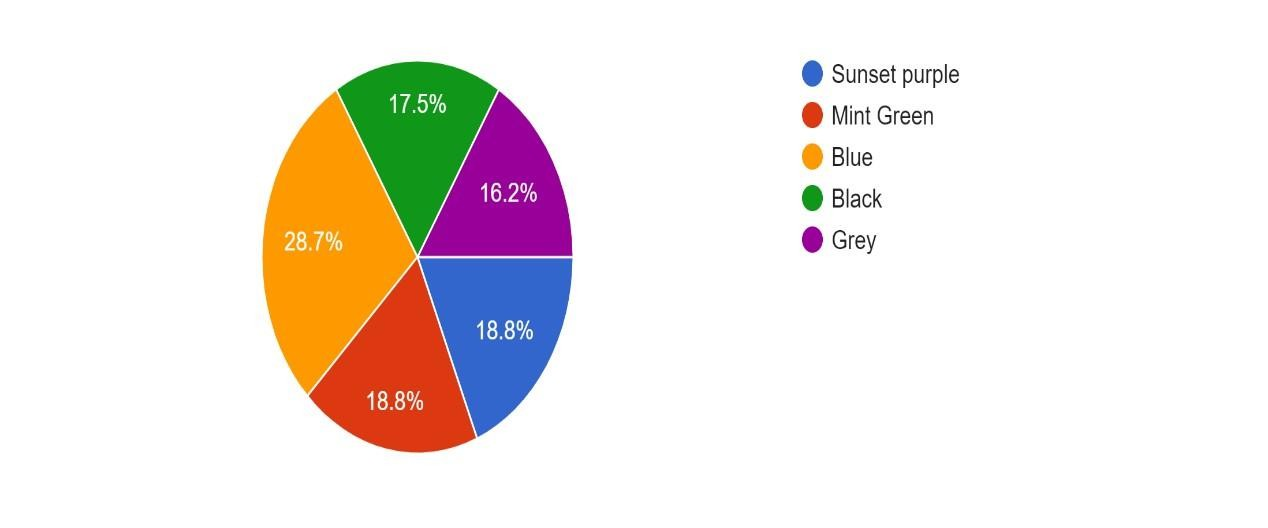 17.5%
16.2%
28.7%
18.8%
18.8%
Sunset purple
Mint Green
Blue
Black
Grey